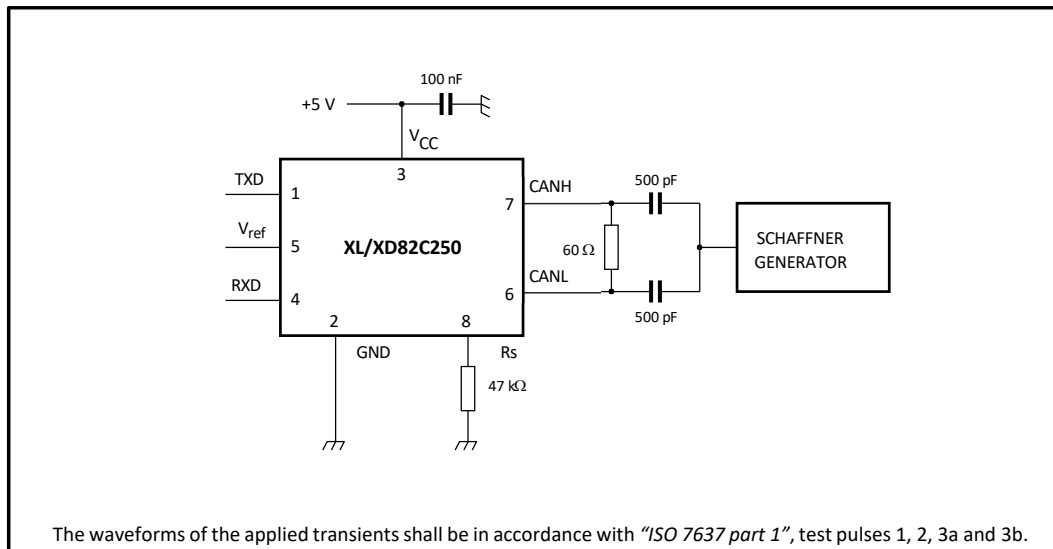 100 nF
+5 V
VCC
3
TXD
1
CANH
7
500 pF
Vref
5
XL/XD82C250
60 Ω
SCHAFFNER
GENERATOR
RXD
4
CANL
6
500 pF
2
8
GND
Rs
47 kΩ
The waveforms of the applied transients shall be in accordance with “ISO 7637 part 1”, test pulses 1, 2, 3a and 3b.